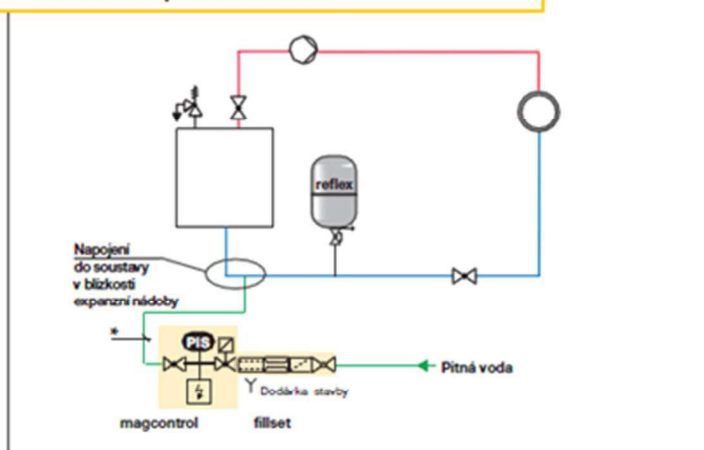 reflex
Napojení
do soustavy
v blízkosti
expanzní nádoby
*
PIS
Pitná voda
Dodávka stavby
magcontrol
fillset